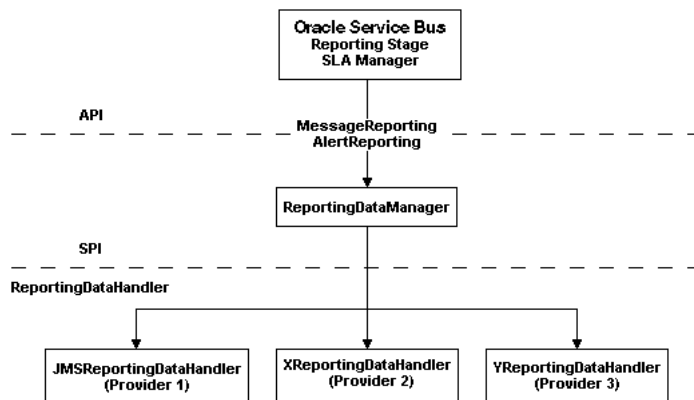 Oracle Service Bus
Reporting Stage
SLA Manager
API
MessageReporting
AlertReporting
ReportingDataManager
SPI
ReportingDataHandler
JMSReportingDataHandler
(Provider 1)
XReportingDataHandler
(Provider 2)
YReportingDataHandler
(Provider 3)